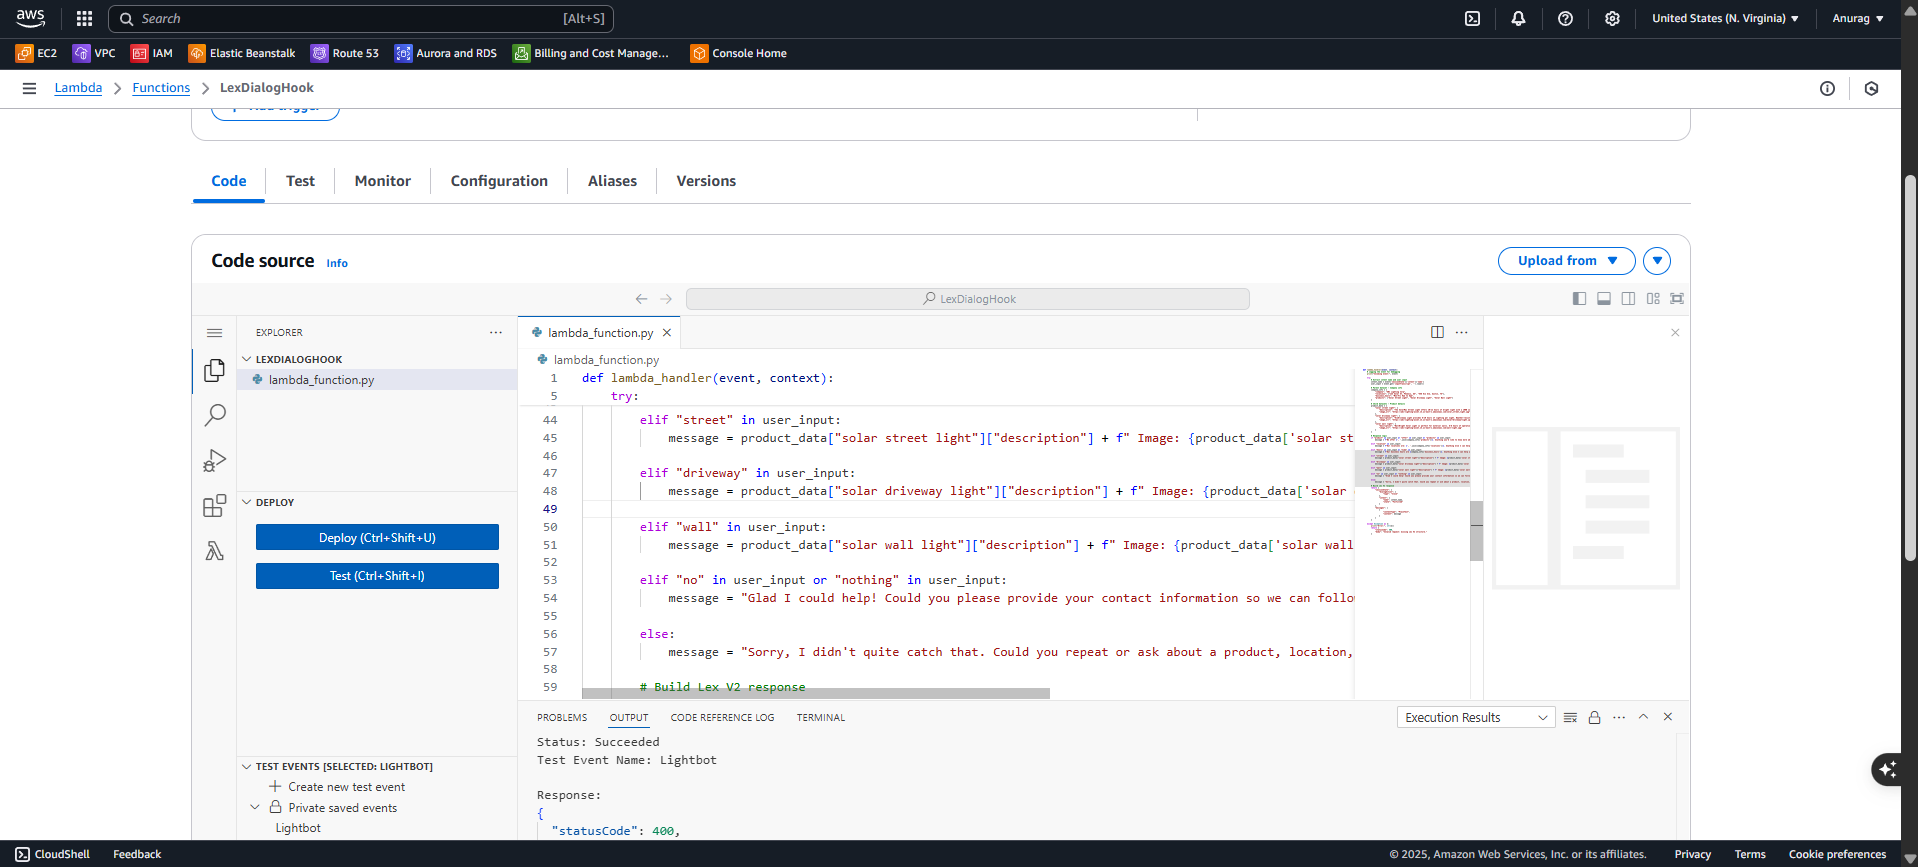 aws Search [Alt+S] United States (N. Virginia) Anurag
EC2 VPC IAM Elastic Beanstalk Route 53 Aurora and RDS Billing and Cost Manage... Console Home
Lambda Functions LexDialogHook
Code Test Monitor Configuration Aliases Versions
Code source Info Upload from
LexDialogHook
EXPLORER
LEXDIALOGHOOK
lambda_function.py
DEPLOY
Deploy (Ctrl+Shift+U)
Test (Ctrl+Shift+I)
TEST EVENTS [SELECTED: LIGHTBOT]
Create new test event
Private saved events
Lightbot
lambda_function.py
lambda_function.py
1 def lambda_handler(event, context):
5 try:
44 elif "street" in user_input:
45 message = product_data["solar street light"]["description"] + f" Image: {product_data['solar st
46
47 elif "driveway" in user_input:
48 message = product_data["solar driveway light"]["description"] + f" Image: {product_data['solar
49
50 elif "wall" in user_input:
51 message = product_data["solar wall light"]["description"] + f" Image: {product_data['solar wall
52
53 elif "no" in user_input or "nothing" in user_input:
54 message = "Glad I could help! Could you please provide your contact information so we can follo
55
56 else:
57 message = "Sorry, I didn't quite catch that. Could you repeat or ask about a product, location,
58
59 # Build Lex V2 response
PROBLEMS OUTPUT CODE REFERENCE LOG TERMINAL Execution Results
Status: Succeeded
Test Event Name: Lightbot
Response:
{
"statusCode": 400,
CloudShell Feedback © 2025, Amazon Web Services, Inc. or its affiliates. Privacy Terms Cookie preferences